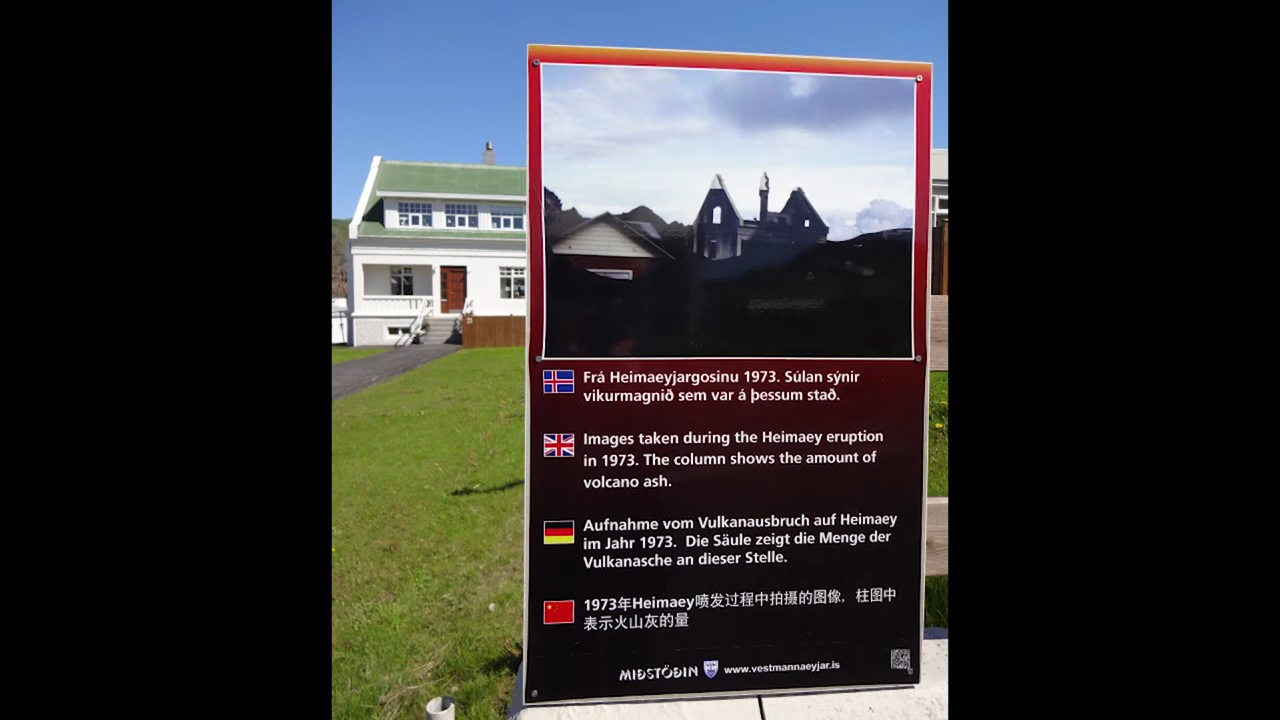 Frá Heimaeyjargosinu 1973. Súlan sýnir
vikurmagnið sem var á þessum stað.
Images taken during the Heimaey eruption
in 1973. The column shows the amount of
volcano ash.
Aufnahme vom Vulkanausbruch auf Heimaey
im Jahr 1973. Die Säule zeigt die Menge der
Vulkanasche an dieser Stelle.
1973年Heimaey喷发过程中拍摄的图像，柱图中
表示火山灰的量
MIÐSTÖÐIN www.vestmannaeyjar.is